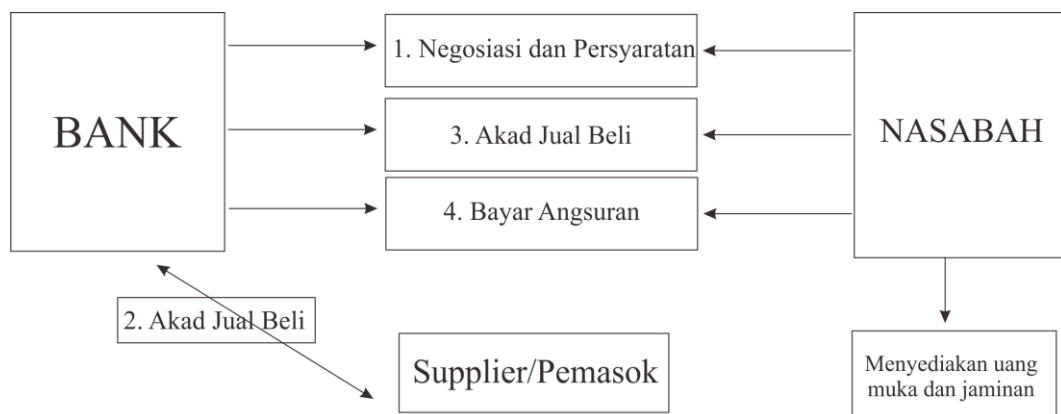 1. Negosiasi dan Persyaratan
BANK
3. Akad Jual Beli
NASABAH
4. Bayar Angsuran
2. Akad Jual Beli
Supplier/Pemasok
Menyediakan uang
muka dan jaminan